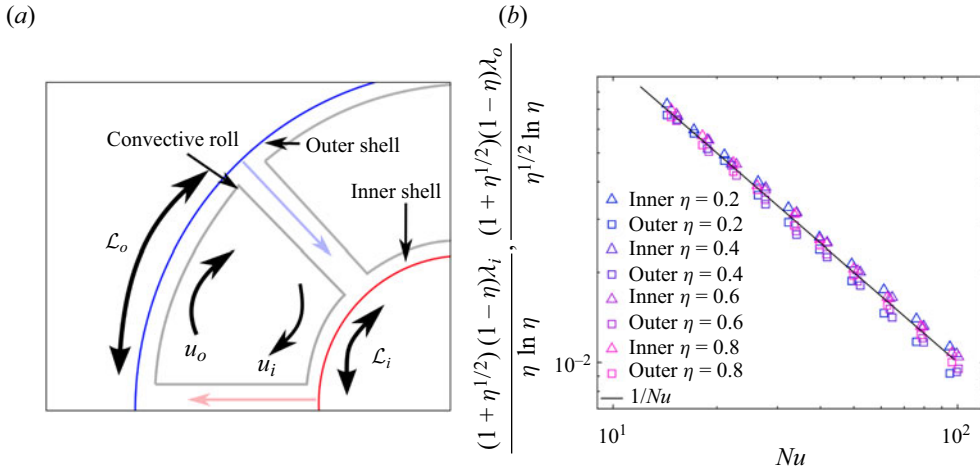 (a)
Convective roll
Outer shell
Inner shell
ℒo
uo
ui
ℒi
(b)
(1 + η^{1/2}) (1 − η)λi / η ln η , (1 + η^{1/2})(1 − η)λo / η^{1/2} ln η
Inner η = 0.2
Outer η = 0.2
Inner η = 0.4
Outer η = 0.4
Inner η = 0.6
Outer η = 0.6
Inner η = 0.8
Outer η = 0.8
1/Nu
10^{−2}
10^{1}
10^{2}
Nu